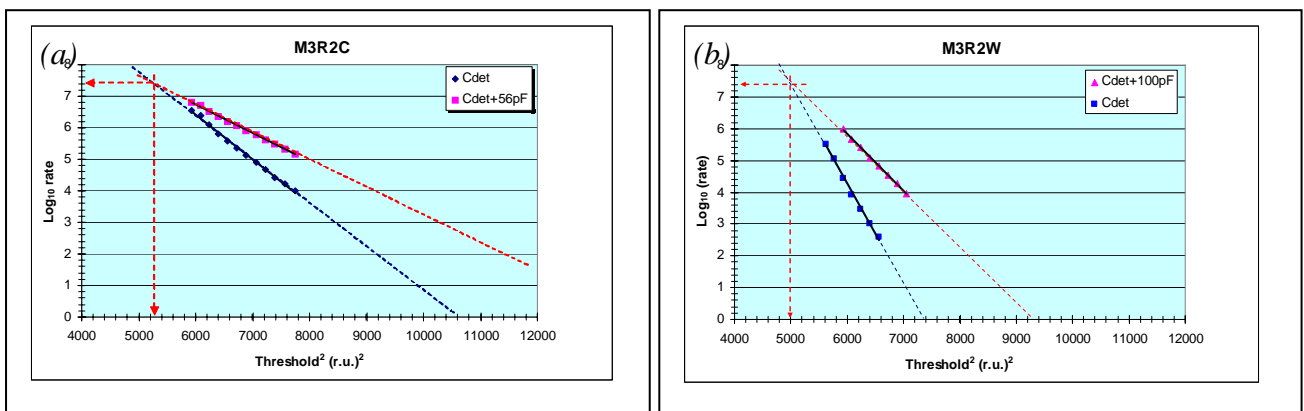 (a)
M3R2C
8
7
6
5
4
3
2
1
0
Log10 rate
4000 5000 6000 7000 8000 9000 10000 11000 12000
Threshold² (r.u.)²
Cdet
Cdet+56pF
(b)
M3R2W
8
7
6
5
4
3
2
1
0
Log10 (rate)
4000 5000 6000 7000 8000 9000 10000 11000 12000
Threshold² (r.u.)²
Cdet+100pF
Cdet